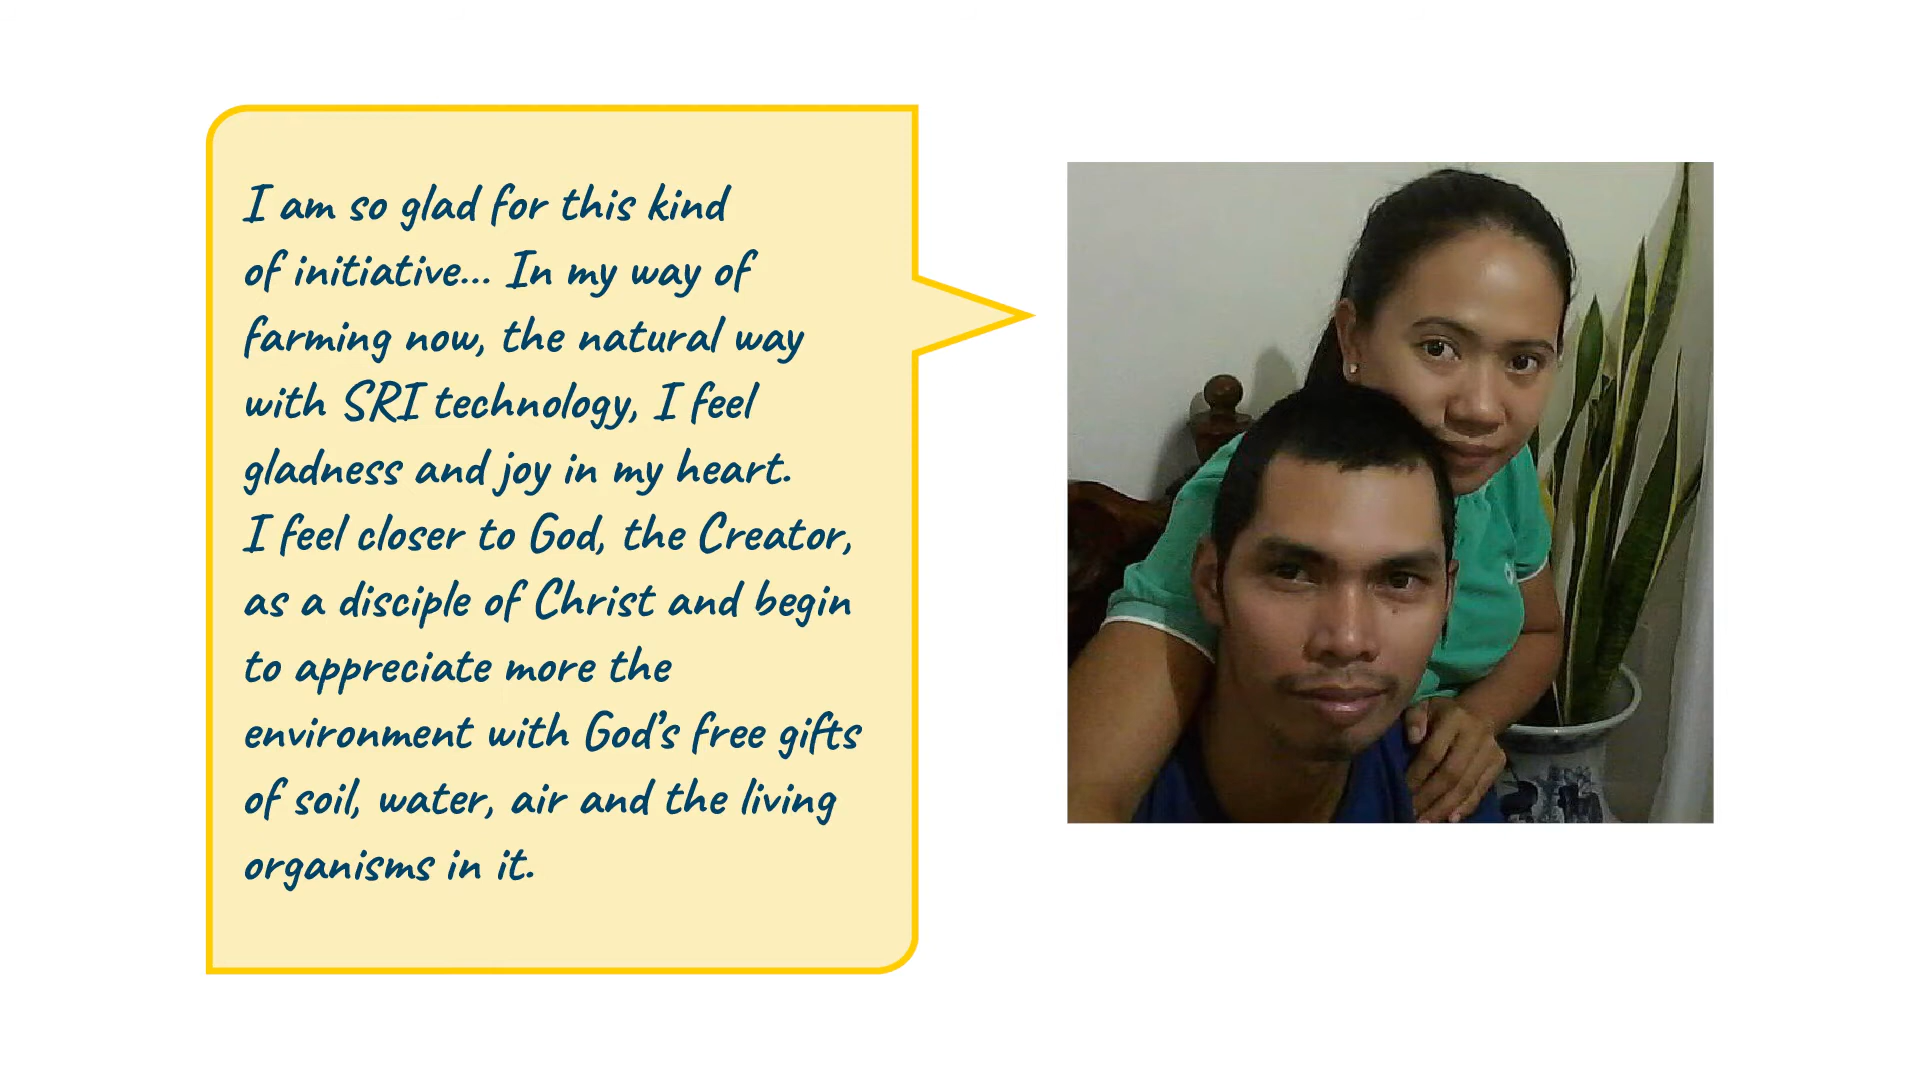 I am so glad for this kind
of initiative... In my way of
farming now, the natural way
with SRI technology, I feel
gladness and joy in my heart.
I feel closer to God, the Creator,
as a disciple of Christ and begin
to appreciate more the
environment with God's free gifts
of soil, water, air and the living
organisms in it.